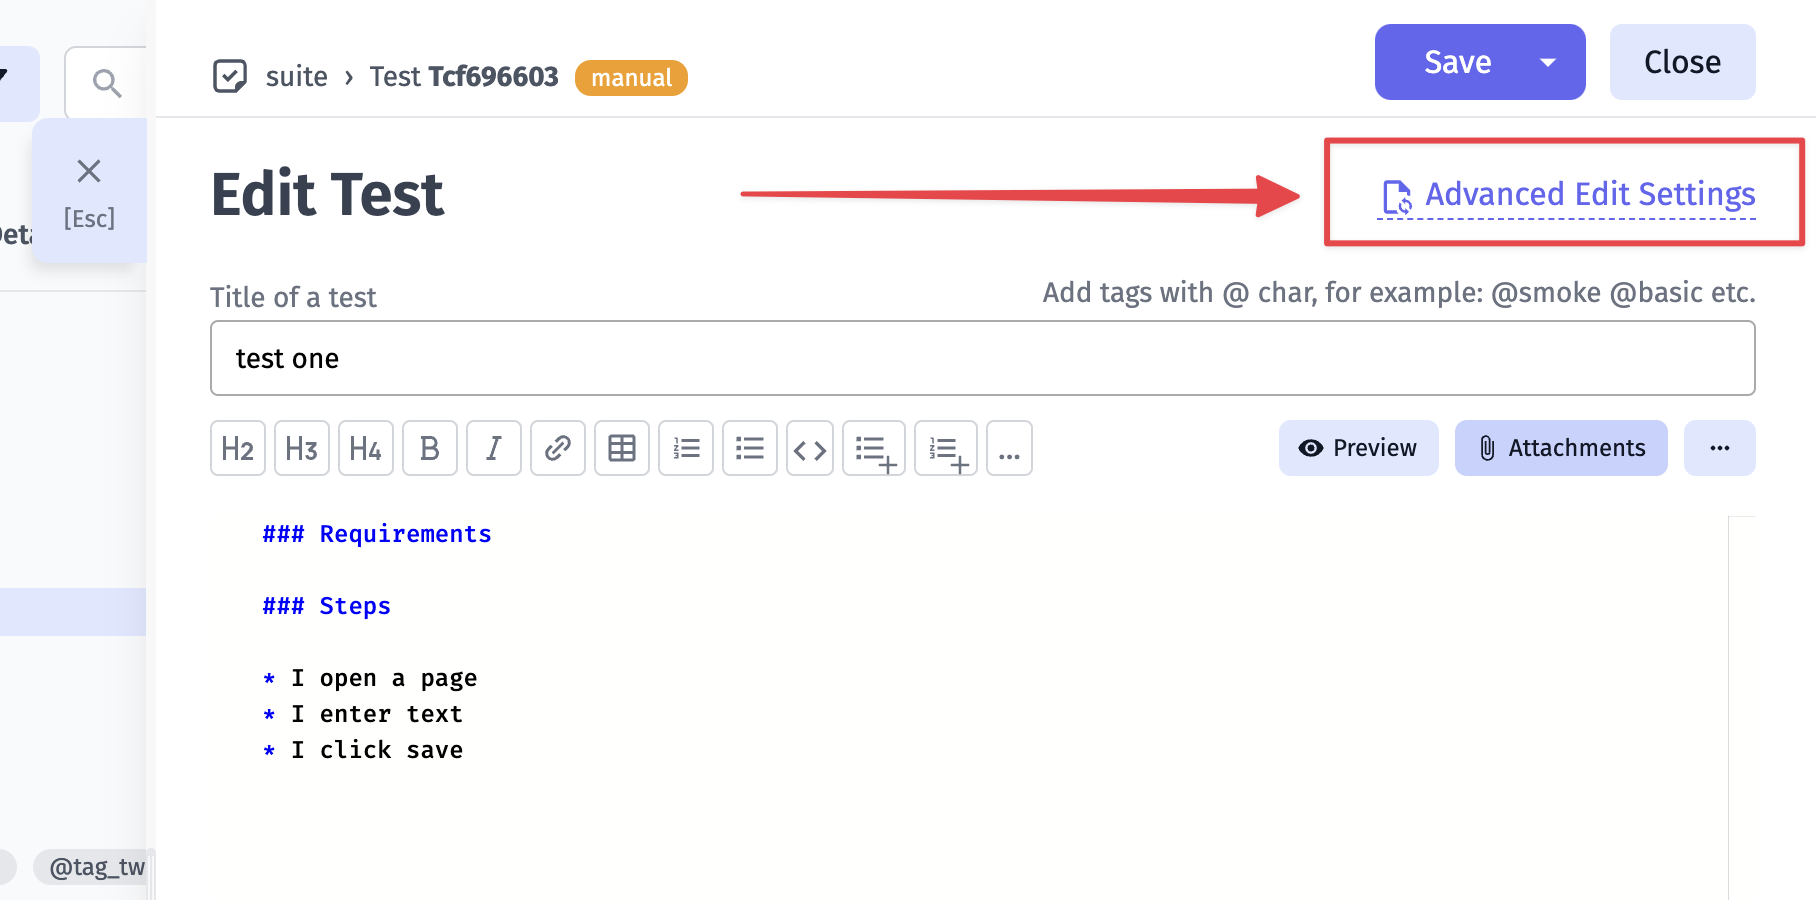 suite › Test Tcf696603 manual
Save
Close
[Esc]
Edit Test
Advanced Edit Settings
Title of a test
Add tags with @ char, for example: @smoke @basic etc.
test one
H2 H3 H4 B I ...
Preview
Attachments
...
### Requirements
### Steps
* I open a page
* I enter text
* I click save
@tag_tw